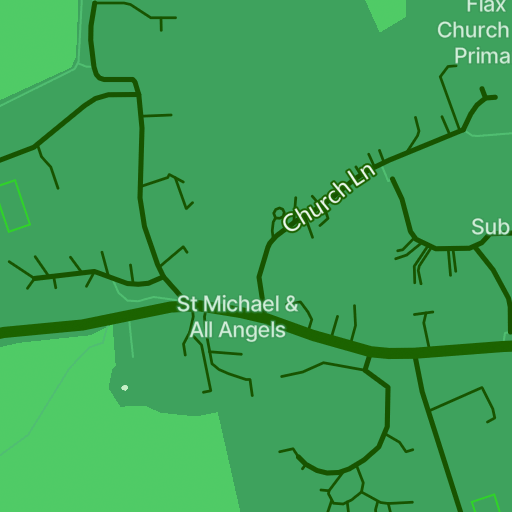 Flax
Church
Prima
Church Ln
Sub
St Michael &
All Angels